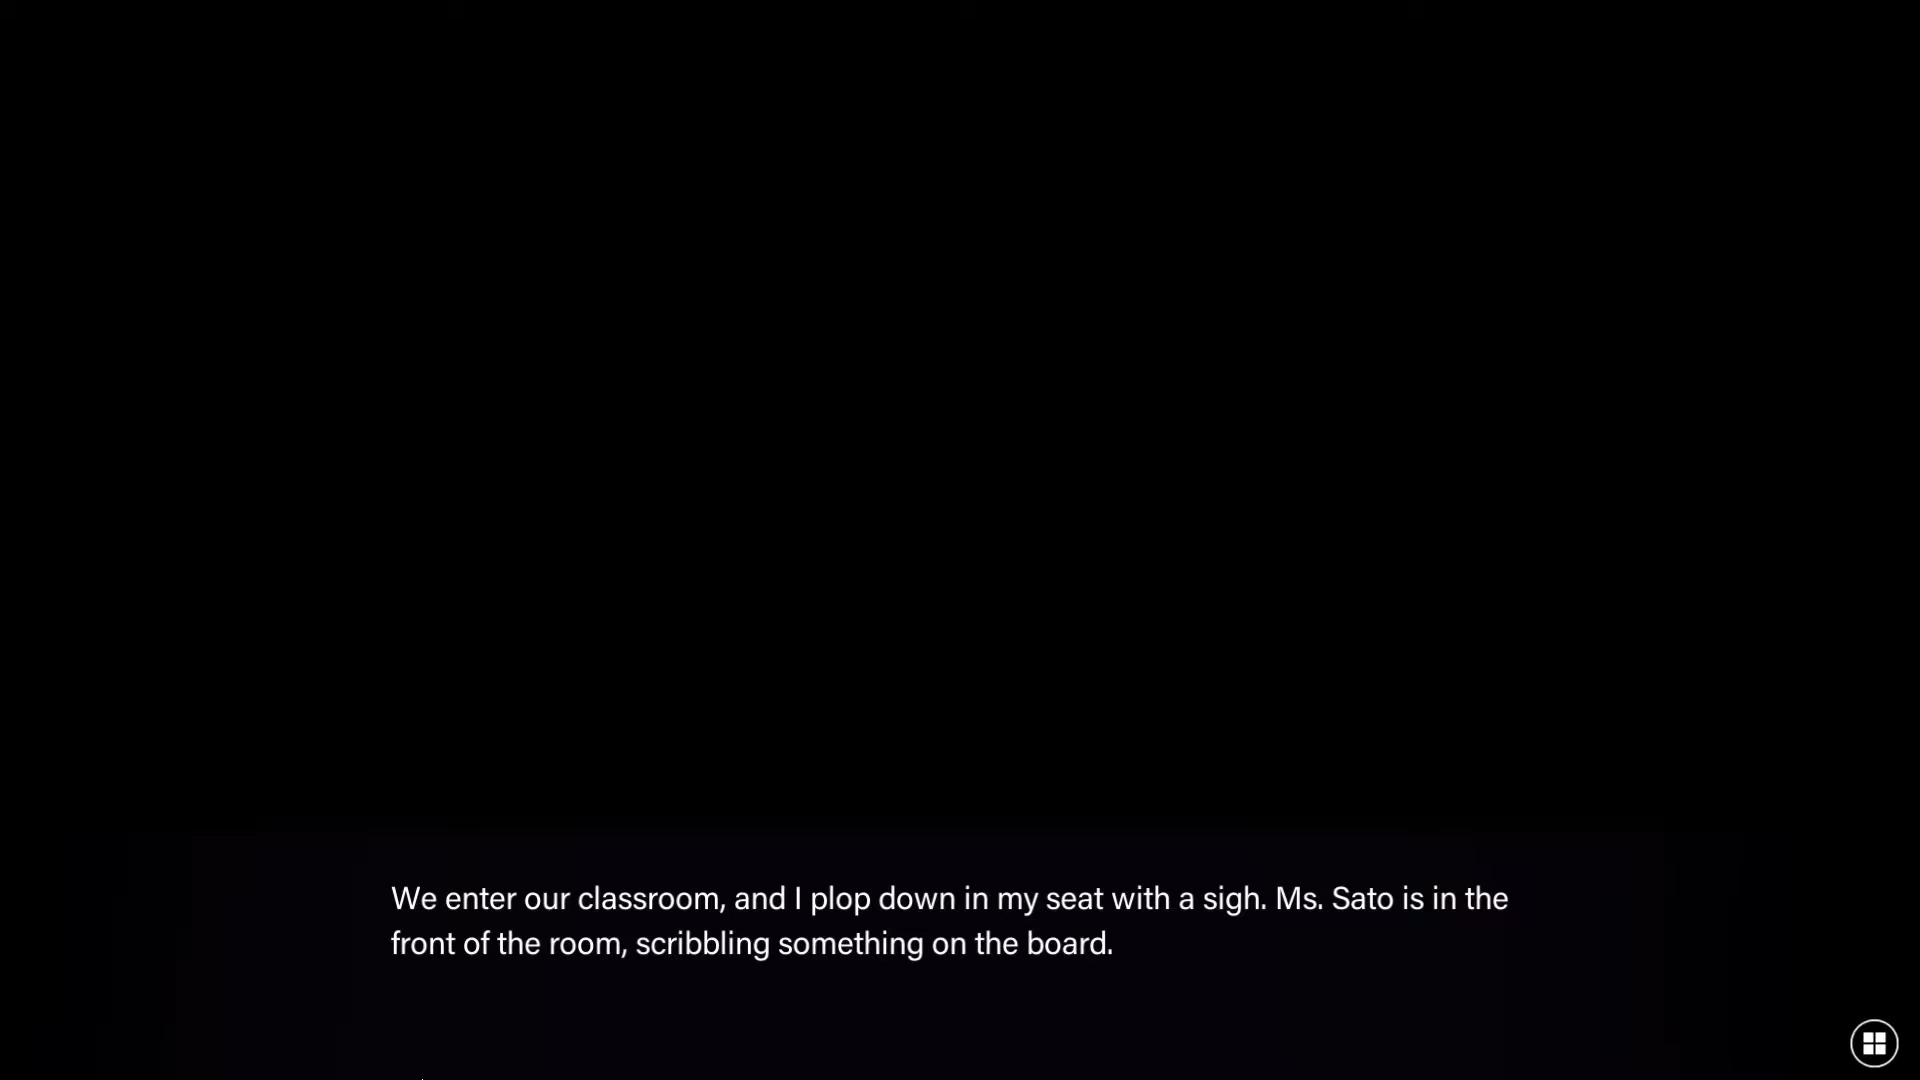 We enter our classroom, and I plop down in my seat with a sigh. Ms. Sato is in the
front of the room, scribbling something on the board.